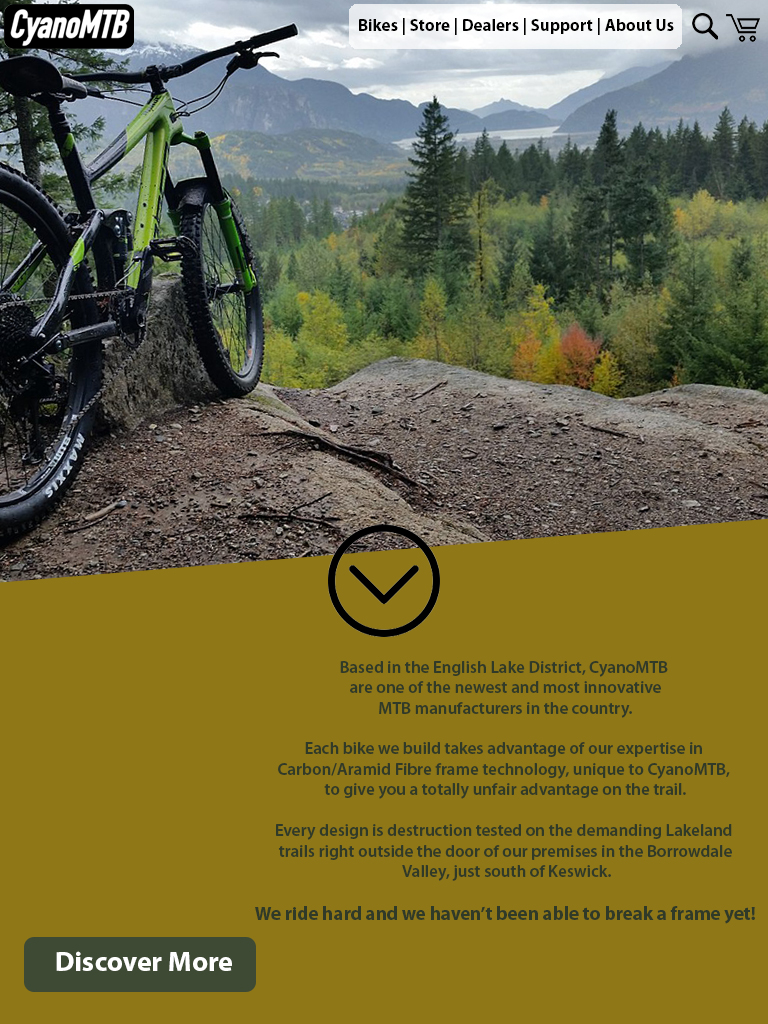 CyanoMTB
Bikes | Store | Dealers | Support | About Us
MAXXIS
Based in the English Lake District, CyanoMTB
are one of the newest and most innovative
MTB manufacturers in the country.
Each bike we build takes advantage of our expertise in
Carbon/Aramid Fibre frame technology, unique to CyanoMTB,
to give you a totally unfair advantage on the trail.
Every design is destruction tested on the demanding Lakeland
trails right outside the door of our premises in the Borrowdale
Valley, just south of Keswick.
We ride hard and we haven’t been able to break a frame yet!
Discover More